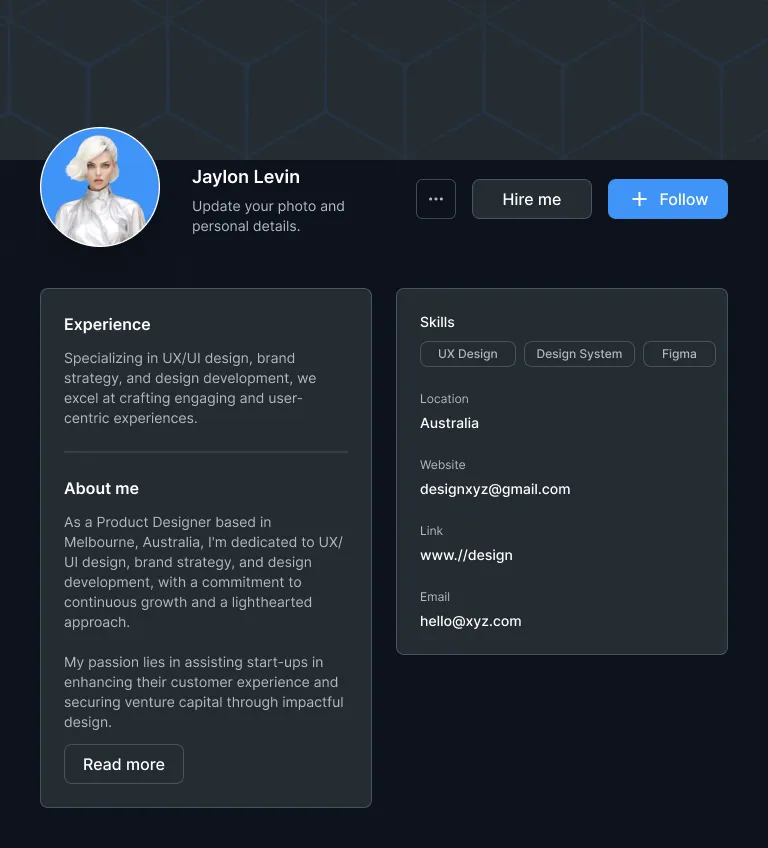 Jaylon Levin
Update your photo and
personal details.
Hire me
Follow
Experience
Specializing in UX/UI design, brand
strategy, and design development, we
excel at crafting engaging and user-
centric experiences.
About me
As a Product Designer based in
Melbourne, Australia, I'm dedicated to UX/
UI design, brand strategy, and design
development, with a commitment to
continuous growth and a lighthearted
approach.
My passion lies in assisting start-ups in
enhancing their customer experience and
securing venture capital through impactful
design.
Read more
Skills
UX Design
Design System
Figma
Location
Australia
Website
designxyz@gmail.com
Link
www.//design
Email
hello@xyz.com